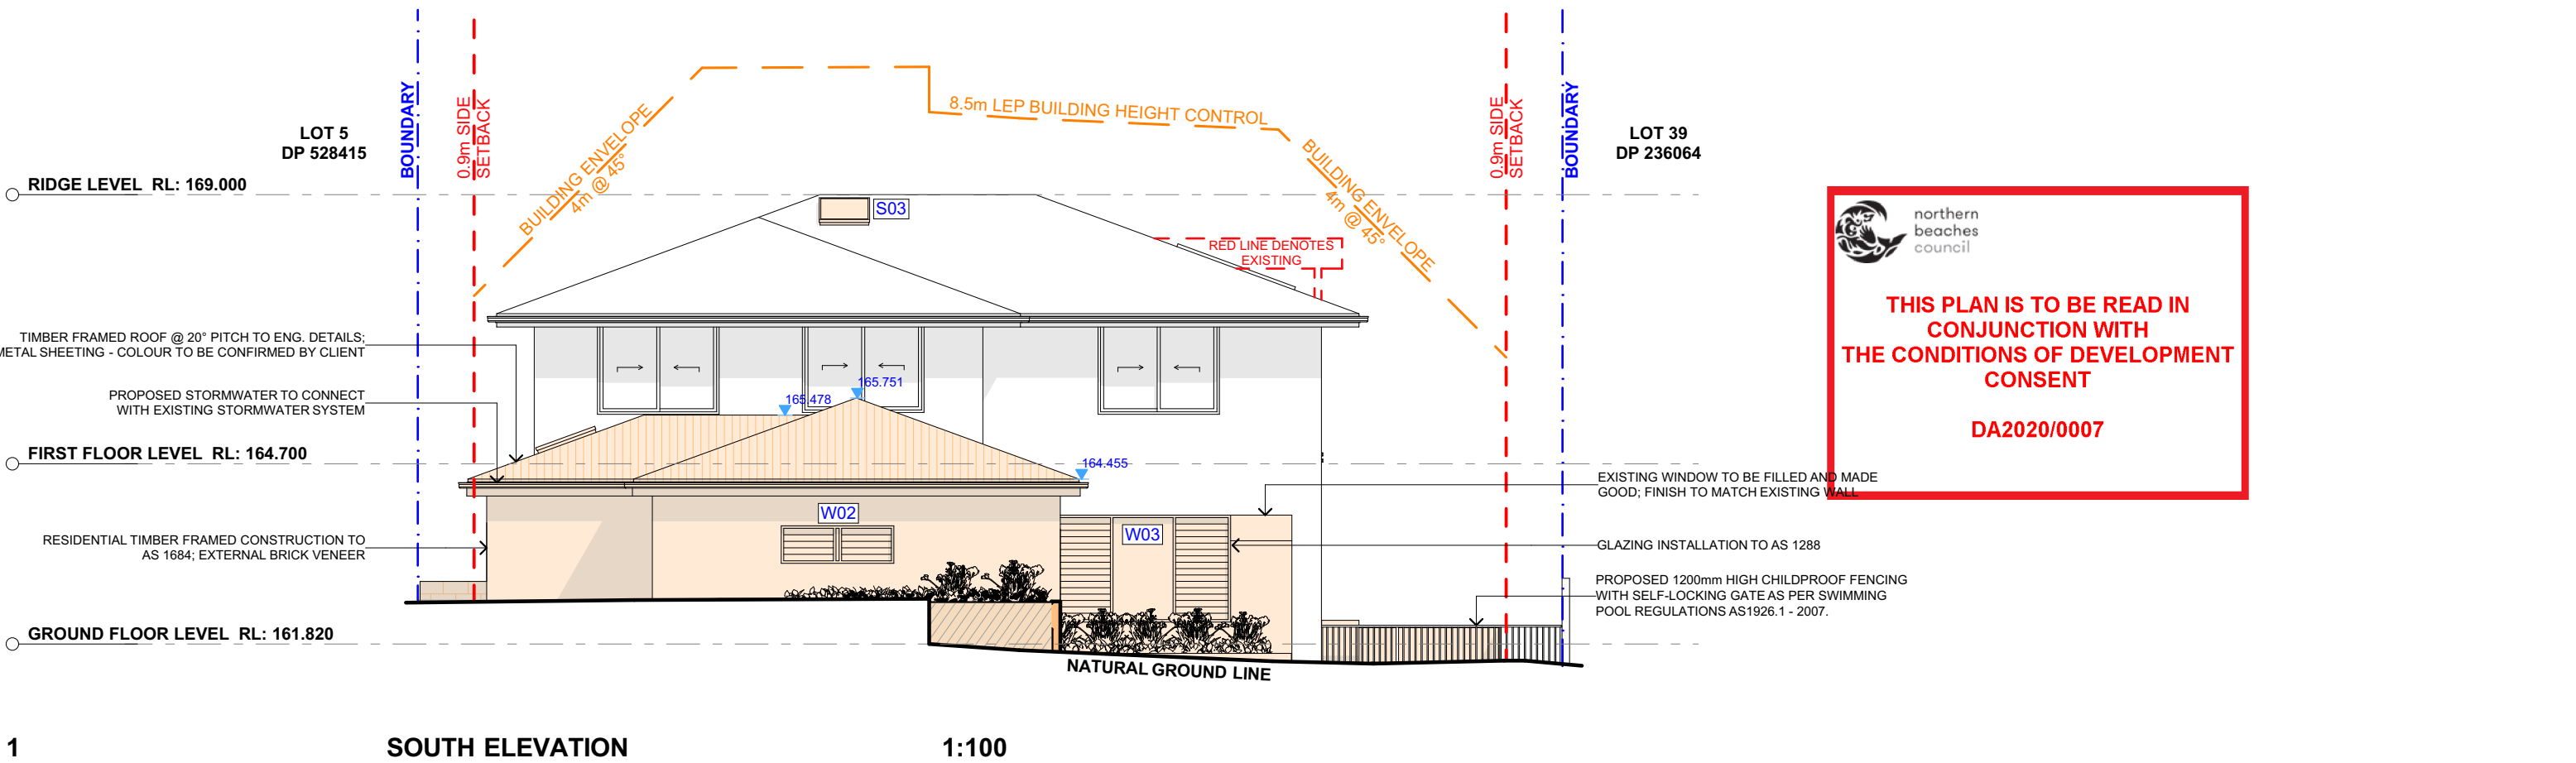 BOUNDARY
0.9m SIDE
SETBACK
LOT 5
DP 528415
BUILDING ENVELOPE
4m @ 45°
8.5m LEP BUILDING HEIGHT CONTROL
BUILDING ENVELOPE
4m @ 45°
0.9m SIDE
SETBACK
BOUNDARY
LOT 39
DP 236064
RIDGE LEVEL RL: 169.000
S03
RED LINE DENOTES
EXISTING
northern
beaches
council
THIS PLAN IS TO BE READ IN
CONJUNCTION WITH
THE CONDITIONS OF DEVELOPMENT
CONSENT
DA2020/0007
TIMBER FRAMED ROOF @ 20° PITCH TO ENG. DETAILS;
METAL SHEETING - COLOUR TO BE CONFIRMED BY CLIENT
PROPOSED STORMWATER TO CONNECT
WITH EXISTING STORMWATER SYSTEM
165.751
165.478
FIRST FLOOR LEVEL RL: 164.700
164.455
EXISTING WINDOW TO BE FILLED AND MADE
GOOD; FINISH TO MATCH EXISTING WALL
W02
W03
RESIDENTIAL TIMBER FRAMED CONSTRUCTION TO
AS 1684; EXTERNAL BRICK VENEER
GLAZING INSTALLATION TO AS 1288
PROPOSED 1200mm HIGH CHILDPROOF FENCING
WITH SELF-LOCKING GATE AS PER SWIMMING
POOL REGULATIONS AS1926.1 - 2007.
GROUND FLOOR LEVEL RL: 161.820
NATURAL GROUND LINE
1
SOUTH ELEVATION
1:100